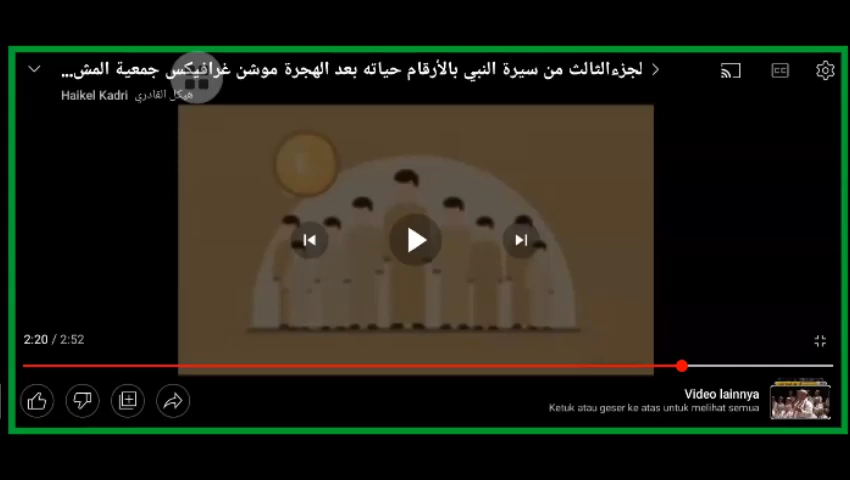 لجزءالثالث من سيرة النبي بالأرقام حياته بعد الهجرة موشن غرافيكس جمعية المش...
Haikel Kadri هيكل القادري
CC
2:20 / 2:52
Video lainnya
Ketuk atau geser ke atas untuk melihat semua